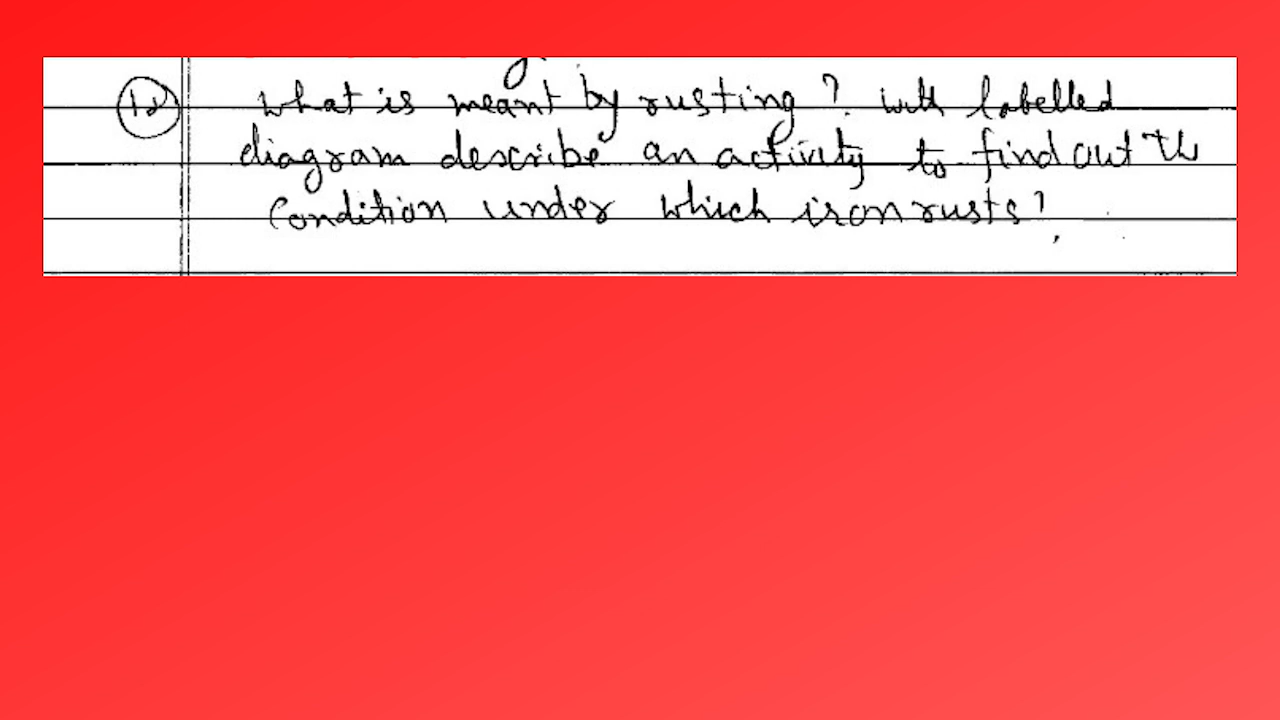 12 What is meant by rusting? with labelled
diagram describe an activity to find out the
Condition under which iron rusts?